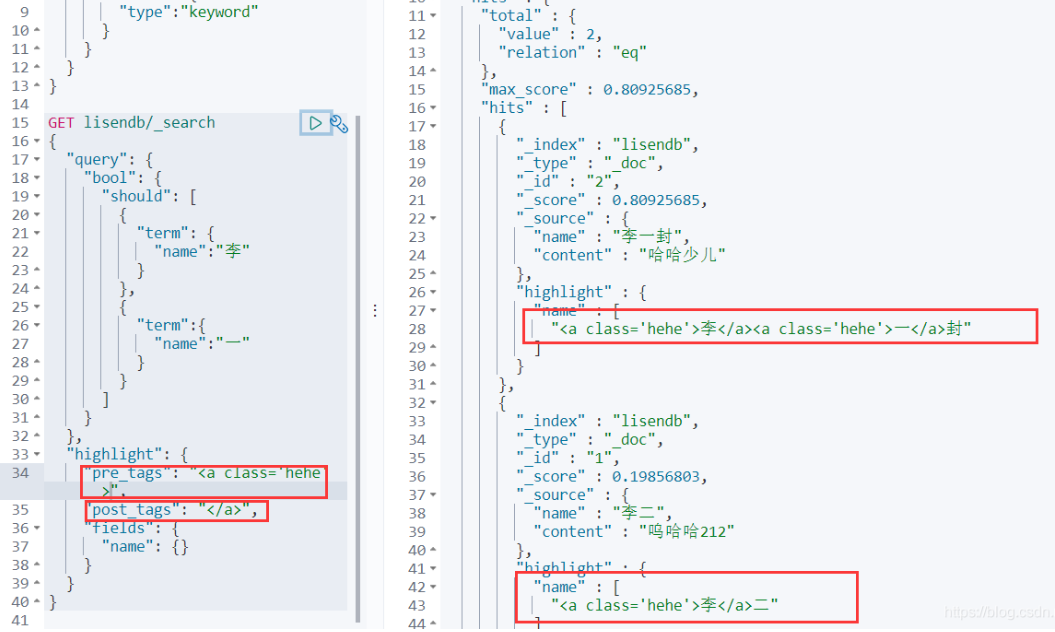 9 "type":"keyword"
10 }
11 }
12 }
13 }
14
15 GET lisendb/_search
16 {
17 "query": {
18 "bool": {
19 "should": [
20 {
21 "term": {
22 "name":"李"
23 }
24 },
25 {
26 "term":{
27 "name":"一"
28 }
29 }
30 ]
31 }
32 },
33 "highlight": {
34 "pre_tags": "<a class='hehe'
>",
35 "post_tags": "</a>",
36 "fields": {
37 "name": {}
38 }
39 }
40 }
41
"hits" : {
11 "total" : {
12 "value" : 2,
13 "relation" : "eq"
14 },
15 "max_score" : 0.80925685,
16 "hits" : [
17 {
18 "_index" : "lisendb",
19 "_type" : "_doc",
20 "_id" : "2",
21 "_score" : 0.80925685,
22 "_source" : {
23 "name" : "李一封",
24 "content" : "哈哈少儿"
25 },
26 "highlight" : {
27 "name" : [
28 "<a class='hehe'>李</a><a class='hehe'>一</a>封"
29 ]
30 }
31 },
32 {
33 "_index" : "lisendb",
34 "_type" : "_doc",
35 "_id" : "1",
36 "_score" : 0.19856803,
37 "_source" : {
38 "name" : "李二",
39 "content" : "呜哈哈212"
40 },
41 "highlight" : {
42 "name" : [
43 "<a class='hehe'>李</a>二"
44 ]
https://blog.csdn.